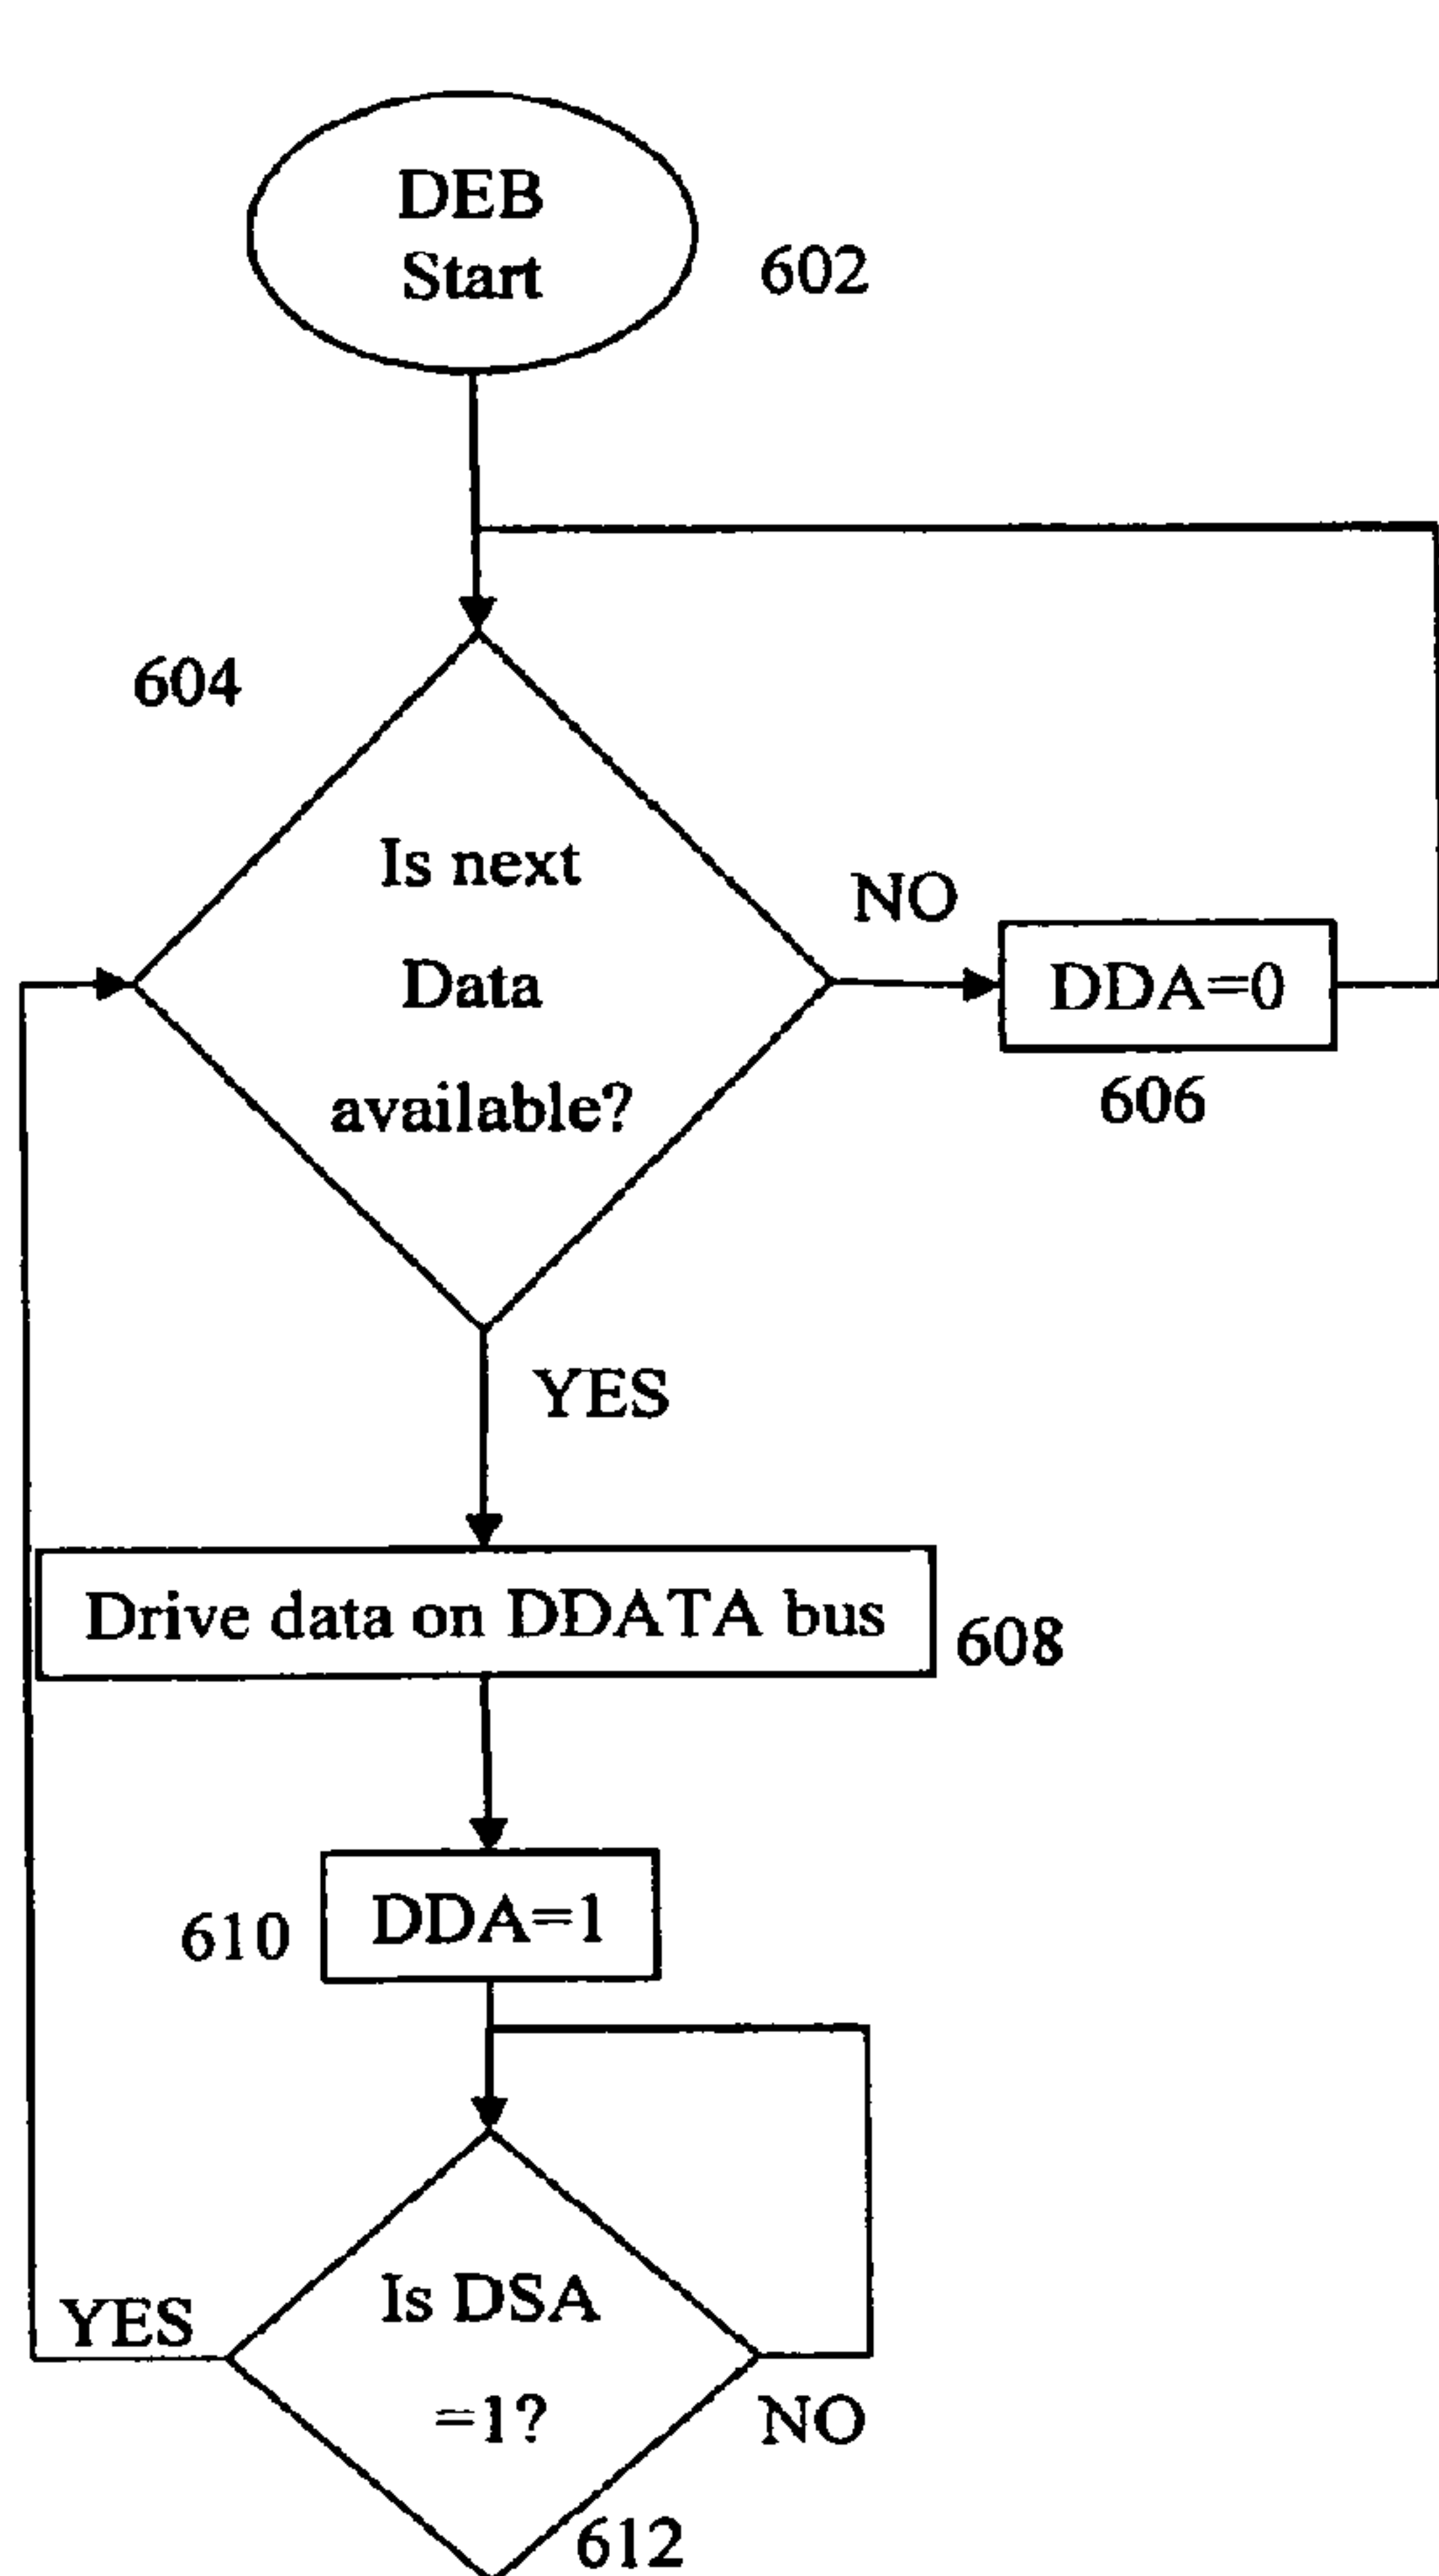 DEB
Start
602
604
Is next
Data
available?
NO
DDA=0
606
YES
Drive data on DDATA bus
608
610
DDA=1
Is DSA
=1?
YES
NO
612